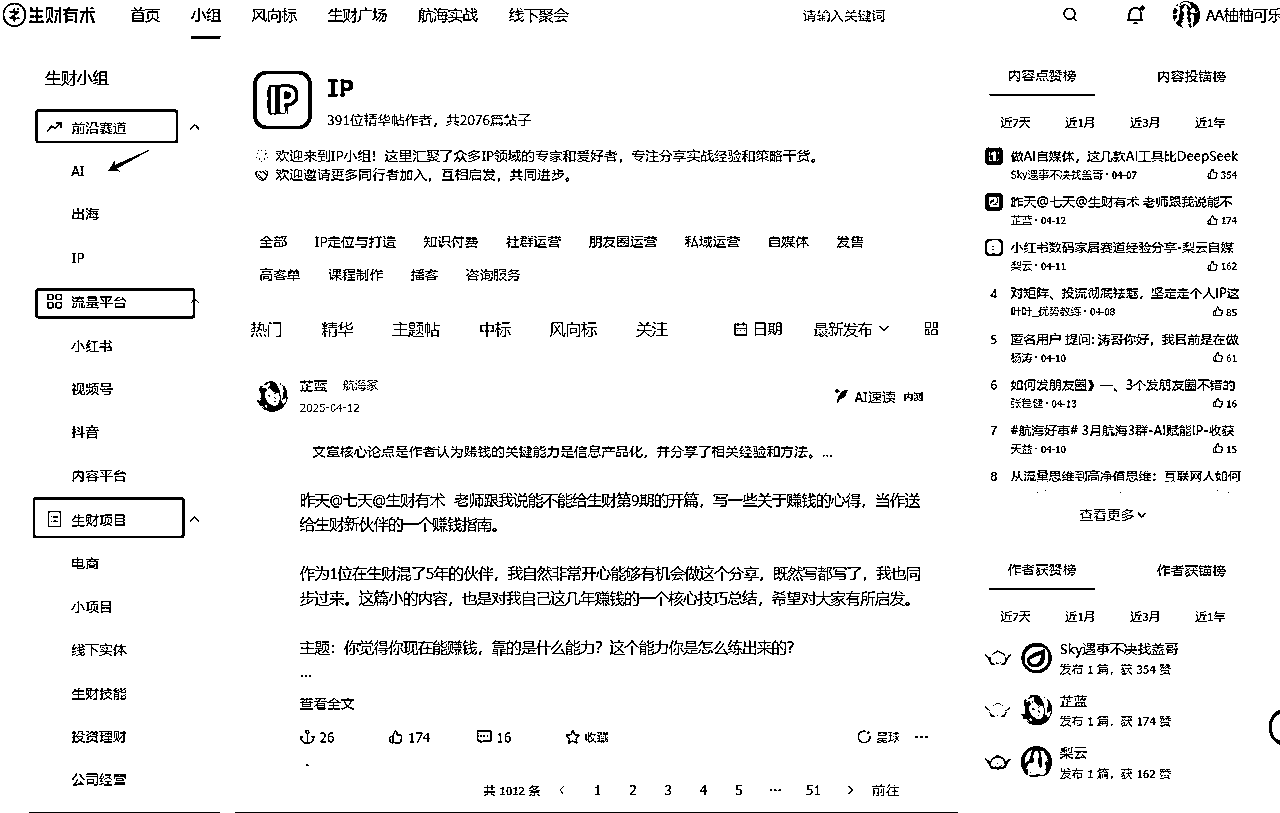 生财有术
首页
小组
风向标
生财广场
航海实战
线下聚会
请输入关键词
AA柚柚可乐
生财小组
前沿赛道
AI
出海
IP
流量平台
小红书
视频号
抖音
内容平台
生财项目
电商
小项目
线下实体
生财技能
投资理财
公司经营
IP
391位精华帖作者，共2076篇帖子
欢迎来到IP小组！这里汇聚了众多IP领域的专家和爱好者，专注分享实战经验和策略干货。
欢迎邀请更多同行者加入，互相启发，共同进步。
全部 IP定位与打造 知识付费 社群运营 朋友圈运营 私域运营 自媒体 发售
高客单 课程制作 播客 咨询服务
热门 精华 主题帖 中标 风向标 关注 日期 最新发布
芷蓝 航海家
2025-04-12
AI速读 内测
文章核心论点是作者认为赚钱的关键能力是信息产品化，并分享了相关经验和方法。...
昨天@七天@生财有术 老师跟我说能不能给生财第9期的开篇，写一些关于赚钱的心得，当作送
给生财新伙伴的一个赚钱指南。
作为1位在生财混了5年的伙伴，我自然非常开心能够有机会做这个分享，既然写都写了，我也同
步过来。这篇小的内容，也是对我自己这几年赚钱的一个核心技巧总结，希望对大家有所启发。
主题：你觉得你现在能赚钱，靠的是什么能力？这个能力你是怎么练出来的？
...
查看全文
26 174 16 收藏 星球 ...
共 1012 条 < 1 2 3 4 5 ... 51 > 前往
内容点赞榜 内容投锚榜
近7天 近1月 近3月 近1年
做AI自媒体，这几款AI工具比DeepSeek
Sky遇事不决找盖哥 · 04-07 354
昨天@七天@生财有术 老师跟我说能不
芷蓝 · 04-12 174
小红书数码家居赛道经验分享-梨云自媒
梨云 · 04-11 162
4 对矩阵、投流彻底祛魅，坚定走个人IP这
叶叶_优势教练 · 04-08 85
5 匿名用户 提问: 涛哥你好，我目前是在做
杨涛 · 04-10 61
6 如何发朋友圈》一、3个发朋友圈不错的
· 04-13 16
7 #航海好事# 3月航海3群-AI赋能IP-收获
天益 · 04-10 15
8 从流量思维到高净值思维：互联网人如何
查看更多
作者获赞榜 作者获锚榜
近7天 近1月 近3月 近1年
Sky遇事不决找盖哥
发布 1 篇，获 354 赞
芷蓝
发布 1 篇，获 174 赞
梨云
发布 1 篇，获 162 赞